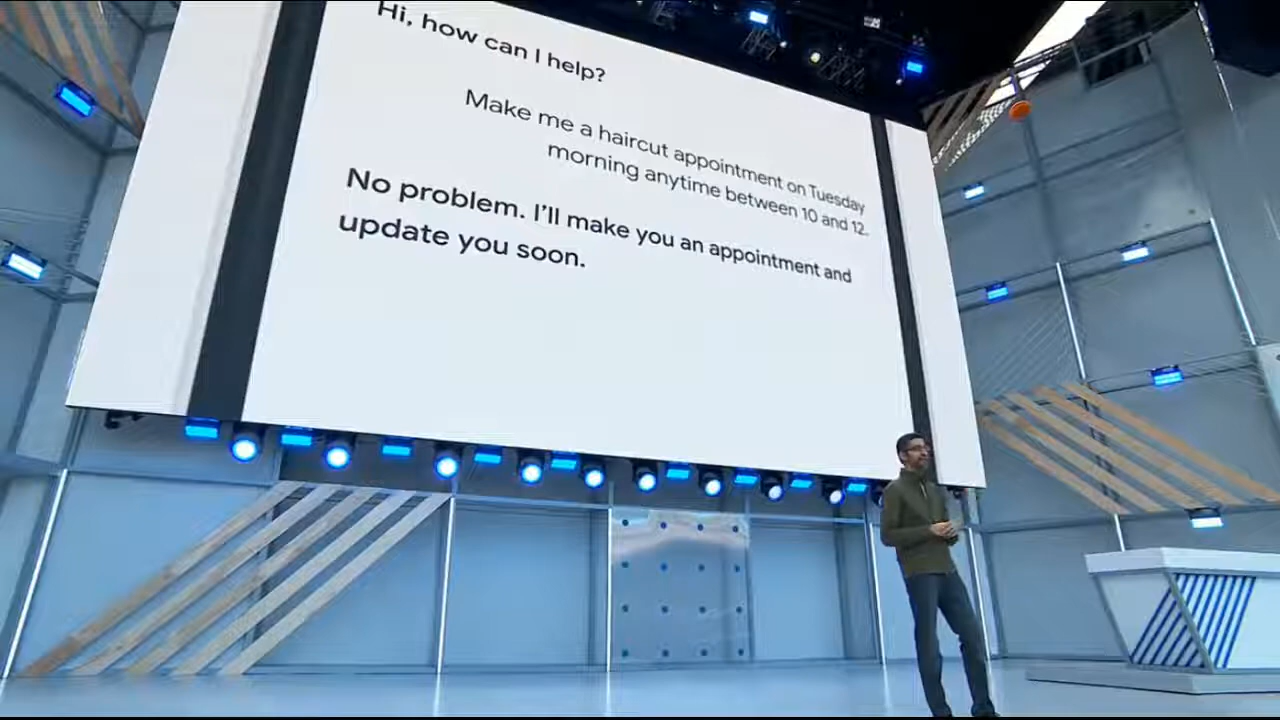 Hi, how can I help?
Make me a haircut appointment on Tuesday
morning anytime between 10 and 12.
No problem. I'll make you an appointment and
update you soon.